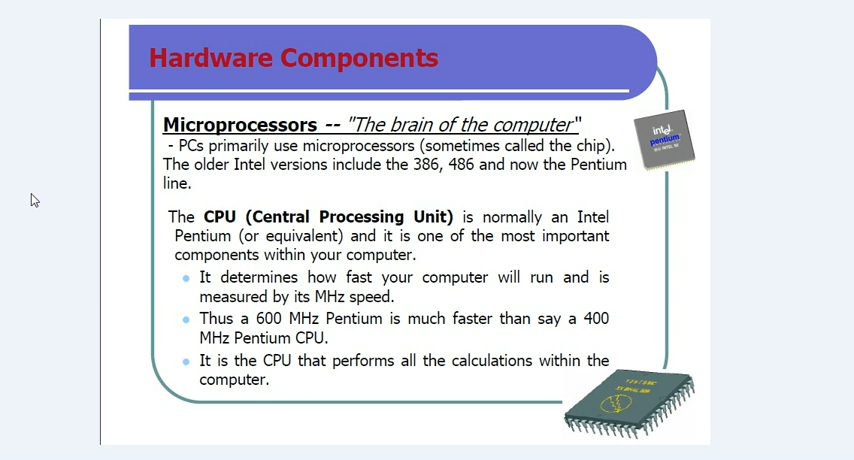 Hardware Components
Microprocessors -- "The brain of the computer"
- PCs primarily use microprocessors (sometimes called the chip).
The older Intel versions include the 386, 486 and now the Pentium
line.
intel
pentium
The CPU (Central Processing Unit) is normally an Intel
Pentium (or equivalent) and it is one of the most important
components within your computer.
It determines how fast your computer will run and is
measured by its MHz speed.
Thus a 600 MHz Pentium is much faster than say a 400
MHz Pentium CPU.
It is the CPU that performs all the calculations within the
computer.